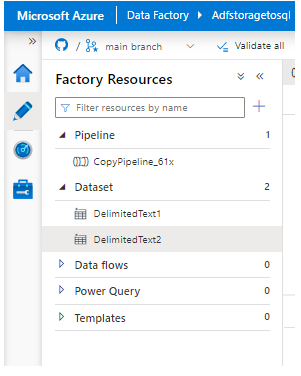 Microsoft Azure Data Factory Adfstoragetosql
main branch Validate all
Factory Resources
Filter resources by name
Pipeline 1
CopyPipeline_61x
Dataset 2
DelimitedText1
DelimitedText2
Data flows 0
Power Query 0
Templates 0